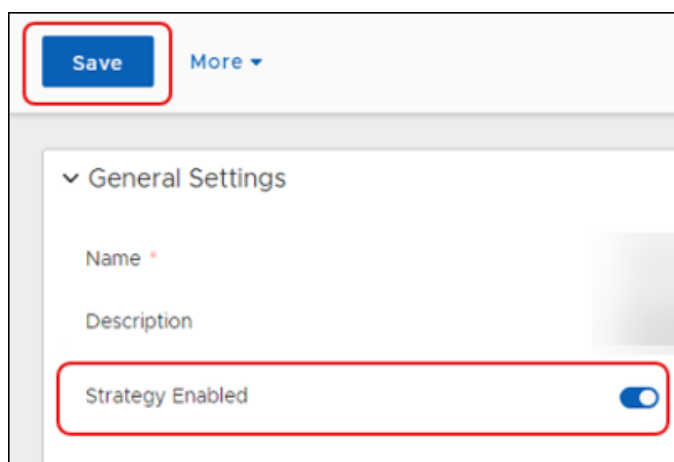 Save More
General Settings
Name *
Description
Strategy Enabled